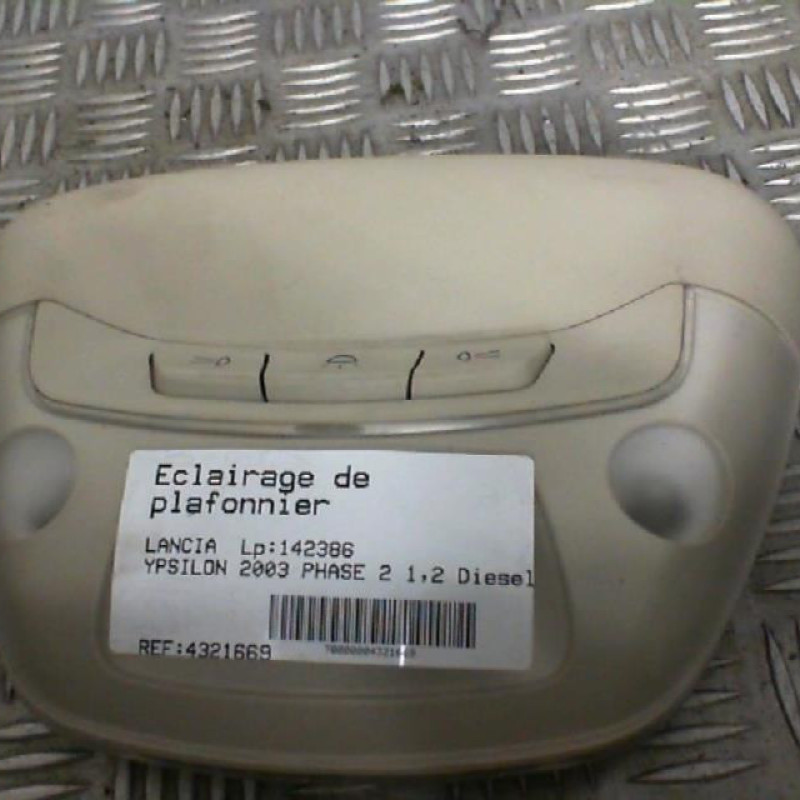 Eclairage de
plafonnier
LANCIA Lp:142386
YPSILON 2003 PHASE 2 1,2 Diesel
REF:4321669